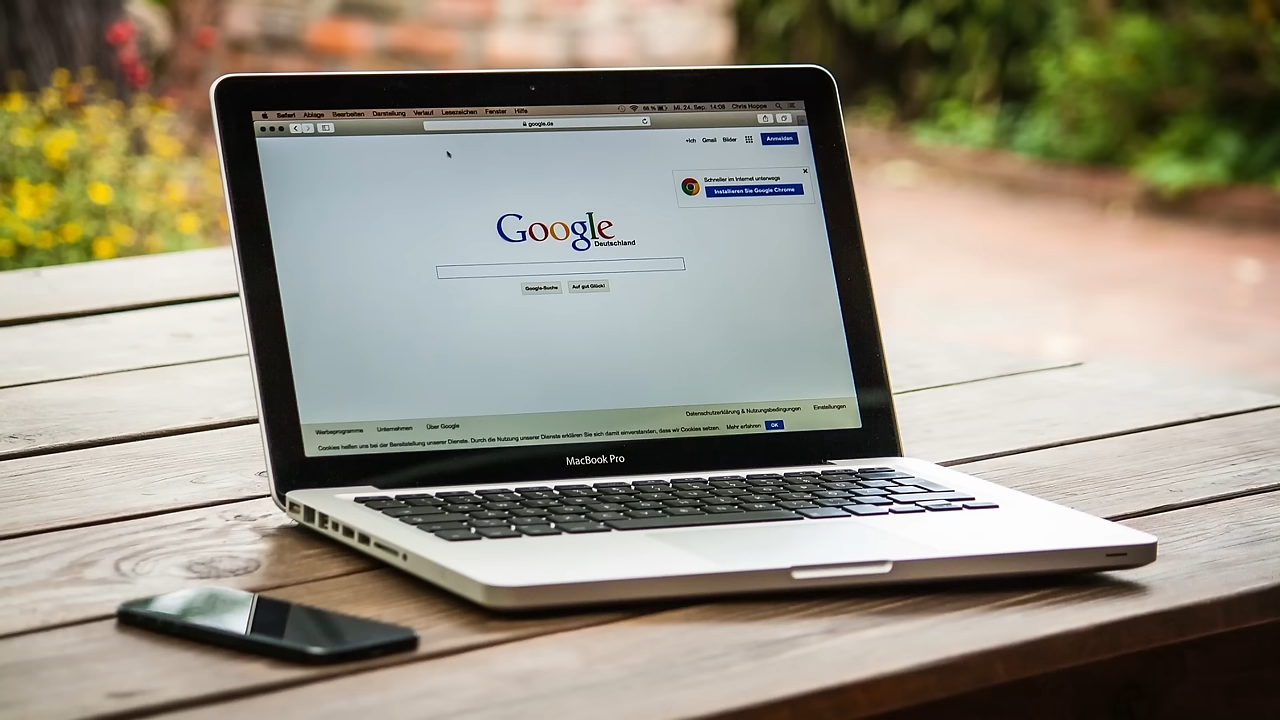 Safari Ablage Bearbeiten Darstellung Verlauf Lesezeichen Fenster Hilfe 68 % Mi. 24. Sep. 14:08 Chris Hoppe
google.de
+Ich Gmail Bilder Anmelden
Schneller im Internet unterwegs
Installieren Sie Google Chrome
Google
Deutschland
Google-Suche Auf gut Glück!
Werbeprogramme Unternehmen Über Google Datenschutzerklärung & Nutzungsbedingungen Einstellungen
Cookies helfen uns bei der Bereitstellung unserer Dienste. Durch die Nutzung unserer Dienste erklären Sie sich damit einverstanden, dass wir Cookies setzen. Mehr erfahren OK
MacBook Pro